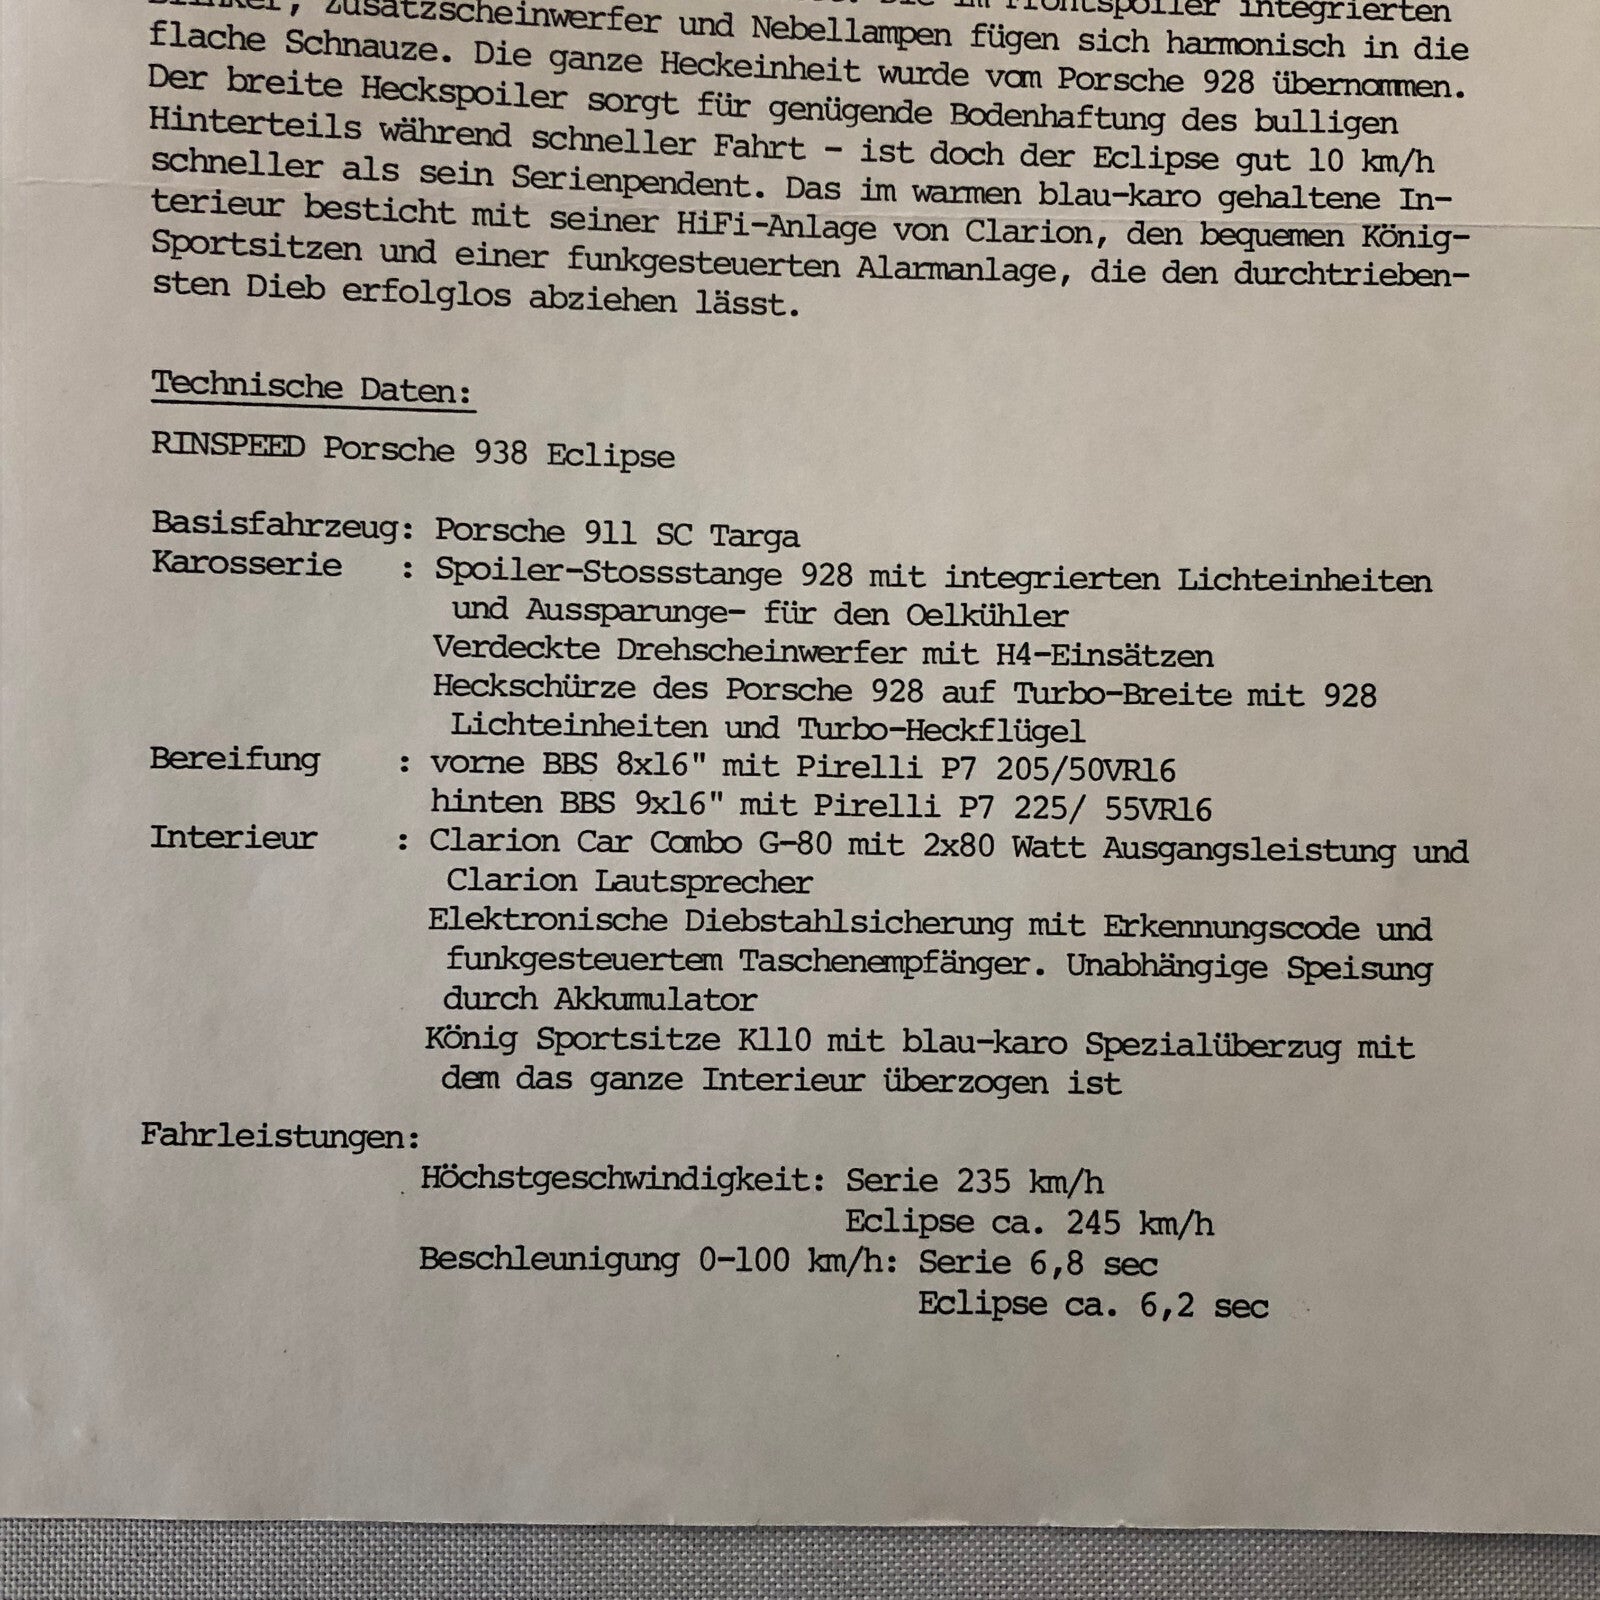 Zusatzscheinwerfer und Nebellampen fügen sich harmonisch in die
flache Schnauze. Die ganze Heckeinheit wurde vom Porsche 928 übernommen.
Der breite Heckspoiler sorgt für genügende Bodenhaftung des bulligen
Hinterteils während schneller Fahrt - ist doch der Eclipse gut 10 km/h
schneller als sein Serienpendent. Das im warmen blau-karo gehaltene In-
terieur besticht mit seiner HiFi-Anlage von Clarion, den bequemen König-
Sportsitzen und einer funkgesteuerten Alarmanlage, die den durchtrieben-
sten Dieb erfolglos abziehen lässt.
Technische Daten:
RINSPEED Porsche 938 Eclipse
Basisfahrzeug: Porsche 911 SC Targa
Karosserie : Spoiler-Stossstange 928 mit integrierten Lichteinheiten
und Aussparunge- für den Oelkühler
Verdeckte Drehscheinwerfer mit H4-Einsätzen
Heckschürze des Porsche 928 auf Turbo-Breite mit 928
Lichteinheiten und Turbo-Heckflügel
Bereifung : vorne BBS 8x16" mit Pirelli P7 205/50VR16
hinten BBS 9x16" mit Pirelli P7 225/ 55VR16
Interieur : Clarion Car Combo G-80 mit 2x80 Watt Ausgangsleistung und
Clarion Lautsprecher
Elektronische Diebstahlsicherung mit Erkennungscode und
funkgesteuertem Taschenempfänger. Unabhängige Speisung
durch Akkumulator
König Sportsitze K110 mit blau-karo Spezialüberzug mit
dem das ganze Interieur überzogen ist
Fahrleistungen:
Höchstgeschwindigkeit: Serie 235 km/h
Eclipse ca. 245 km/h
Beschleunigung 0-100 km/h: Serie 6,8 sec
Eclipse ca. 6,2 sec